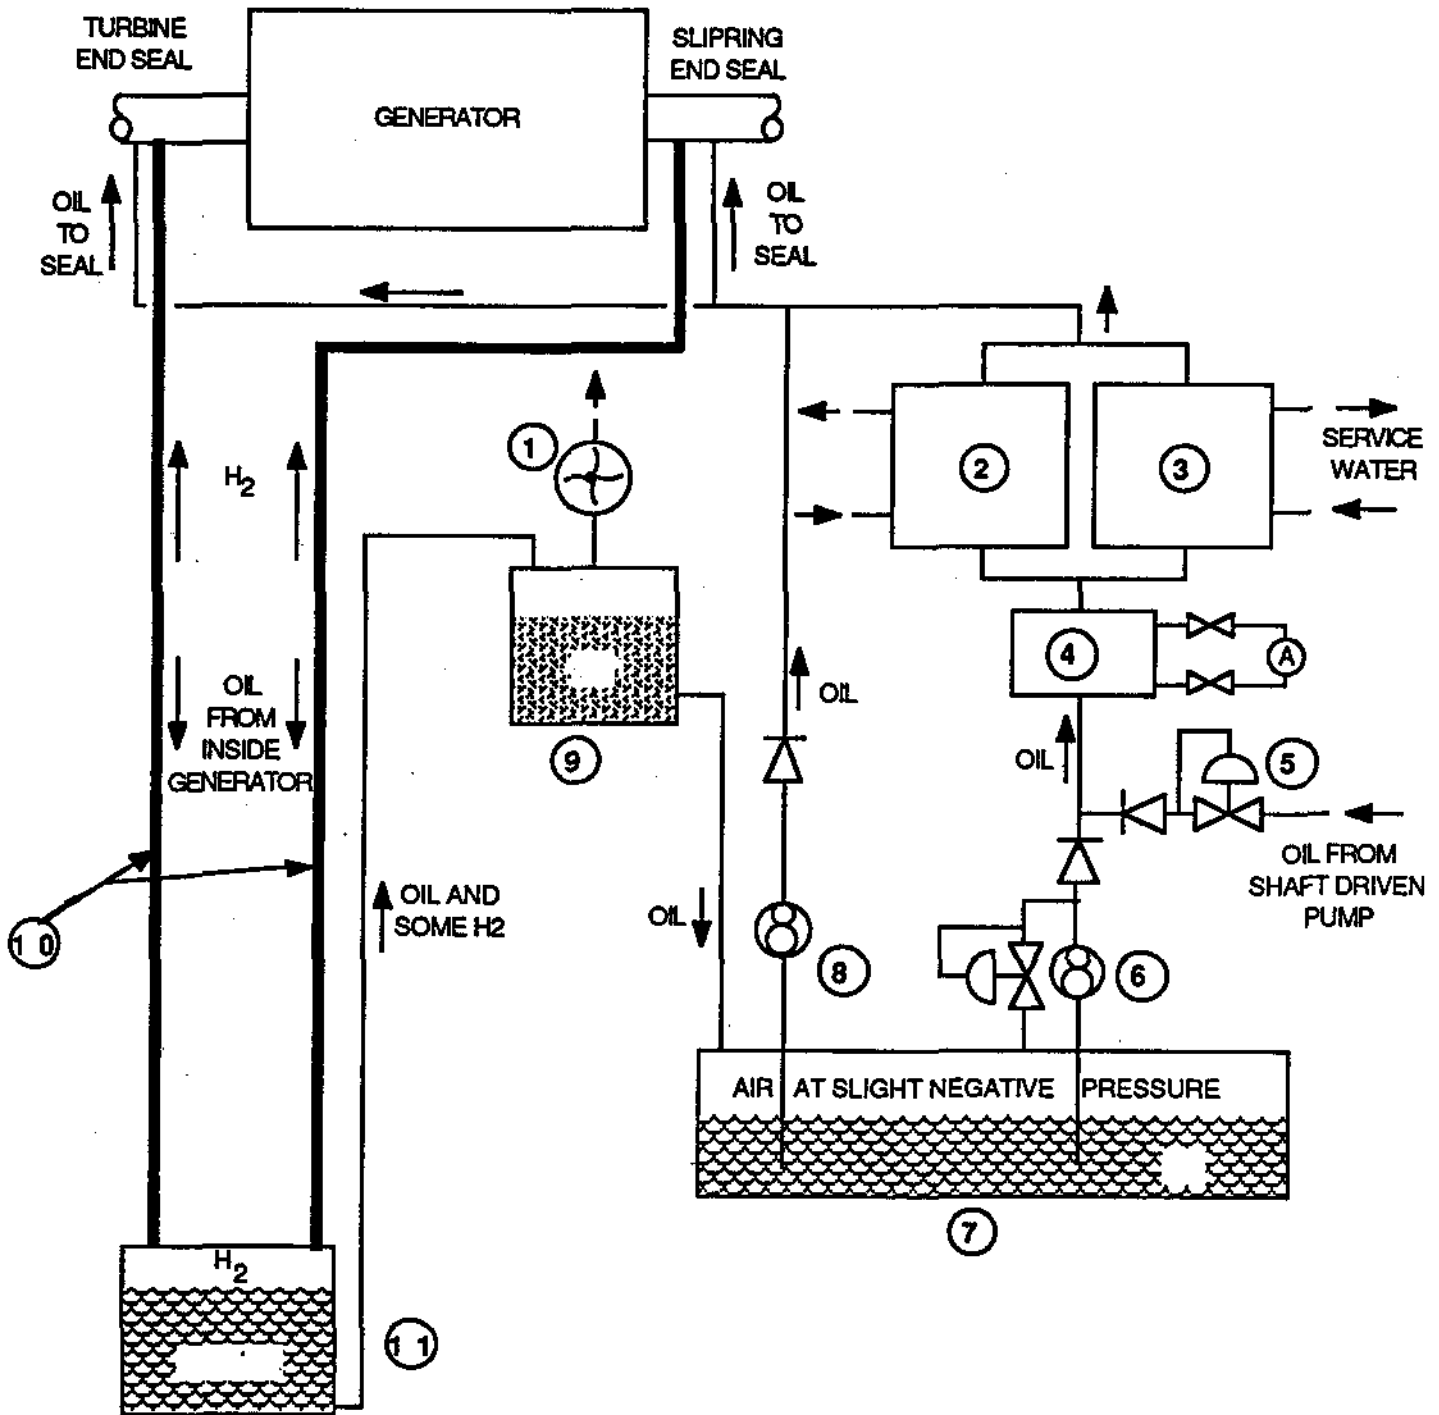 TURBINE
END SEAL
SLIPRING
END SEAL
GENERATOR
OIL
TO
SEAL
OIL
TO
SEAL
1
2
3
SERVICE
WATER
H2
4
A
OIL
FROM
INSIDE
GENERATOR
OIL
OIL
5
9
OIL FROM
SHAFT DRIVEN
PUMP
OIL AND
SOME H2
OIL
10
8
6
AIR AT SLIGHT NEGATIVE PRESSURE
7
H2
11